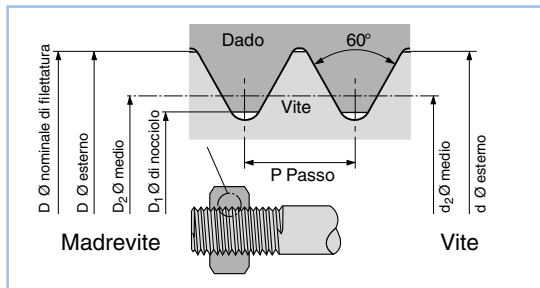 Dado
60°
Vite
P Passo
D Ø nominale di filettatura
D Ø esterno
D₂ Ø medio
D₁ Ø di nocciolo
d₂ Ø medio
d Ø esterno
Madrevite
Vite